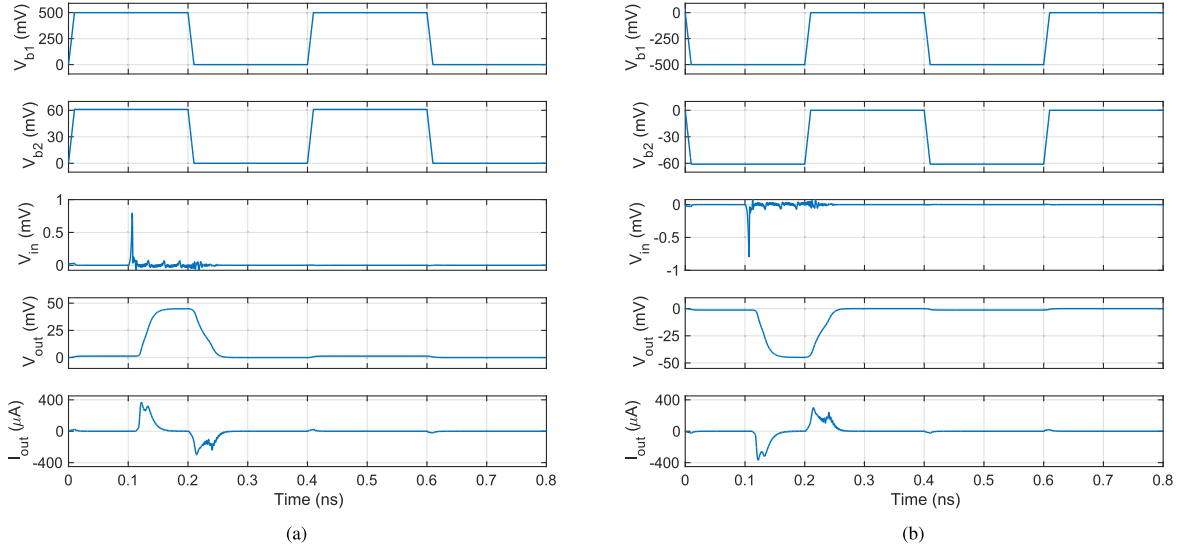 500
250
0
V_b1 (mV)
60
30
0
V_b2 (mV)
1
0.5
0
V_in (mV)
50
25
0
V_out (mV)
400
0
-400
I_out (μA)
0 0.1 0.2 0.3 0.4 0.5 0.6 0.7 0.8
Time (ns)
(a)
0
-500
V_b1 (mV)
0
-30
-60
V_b2 (mV)
0
-0.5
-1
V_in (mV)
0
-25
-50
V_out (mV)
400
0
-400
I_out (μA)
0 0.1 0.2 0.3 0.4 0.5 0.6 0.7 0.8
Time (ns)
(b)